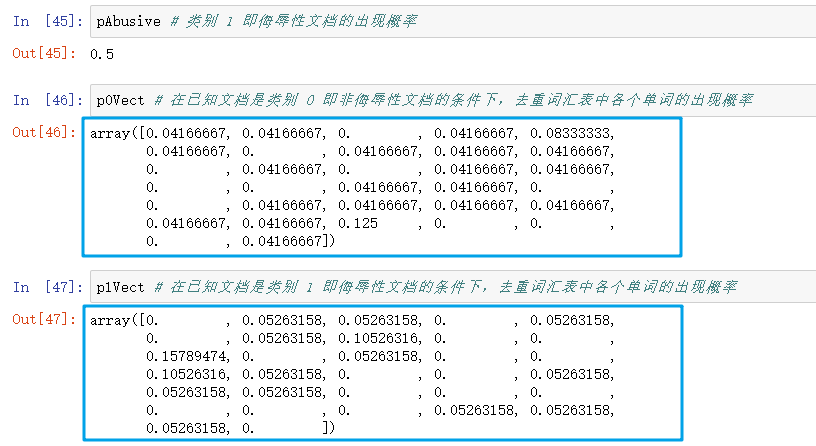 In [45]: pAbusive # 类别 1 即侮辱性文档的出现概率
Out[45]: 0.5
In [46]: p0Vect # 在已知文档是类别 0 即非侮辱性文档的条件下，去重词汇表中各个单词的出现概率
Out[46]: array([0.04166667, 0.04166667, 0.        , 0.04166667, 0.08333333,
0.04166667, 0.        , 0.04166667, 0.04166667, 0.04166667,
0.        , 0.04166667, 0.        , 0.04166667, 0.04166667,
0.        , 0.        , 0.04166667, 0.04166667, 0.        ,
0.        , 0.04166667, 0.04166667, 0.04166667, 0.04166667,
0.04166667, 0.04166667, 0.125     , 0.        , 0.        ,
0.        , 0.04166667])
In [47]: p1Vect # 在已知文档是类别 1 即侮辱性文档的条件下，去重词汇表中各个单词的出现概率
Out[47]: array([0.        , 0.05263158, 0.05263158, 0.        , 0.05263158,
0.        , 0.05263158, 0.10526316, 0.        , 0.        ,
0.15789474, 0.        , 0.05263158, 0.        , 0.        ,
0.10526316, 0.05263158, 0.        , 0.        , 0.05263158,
0.05263158, 0.05263158, 0.        , 0.        , 0.        ,
0.        , 0.        , 0.        , 0.05263158, 0.05263158,
0.05263158, 0.        ])